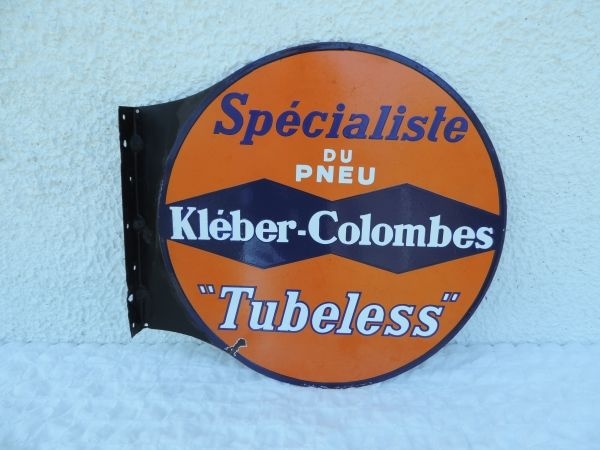 Spécialiste
DU
PNEU
Kléber-Colombes
"Tubeless"